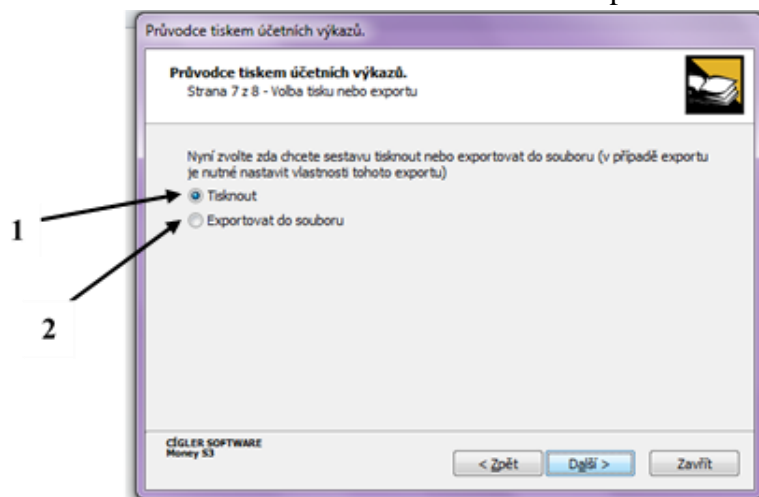 Průvodce tiskem účetních výkazů.
Průvodce tiskem účetních výkazů.
Strana 7 z 8 - Volba tisku nebo exportu
Nyní zvolte zda chcete sestavu tisknout nebo exportovat do souboru (v případě exportu
je nutné nastavit vlastnosti tohoto exportu)
Tisknout
1
Exportovat do souboru
2
CÍGLER SOFTWARE
Money S3
< Zpět
Další >
Zavřít